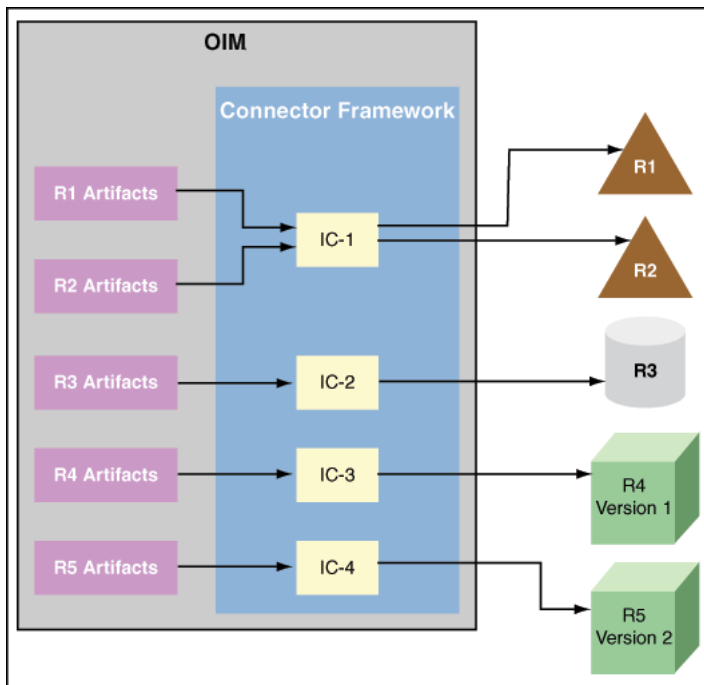 OIM
Connector Framework
R1 Artifacts
R2 Artifacts
R3 Artifacts
R4 Artifacts
R5 Artifacts
IC-1
IC-2
IC-3
IC-4
R1
R2
R3
R4
Version 1
R5
Version 2